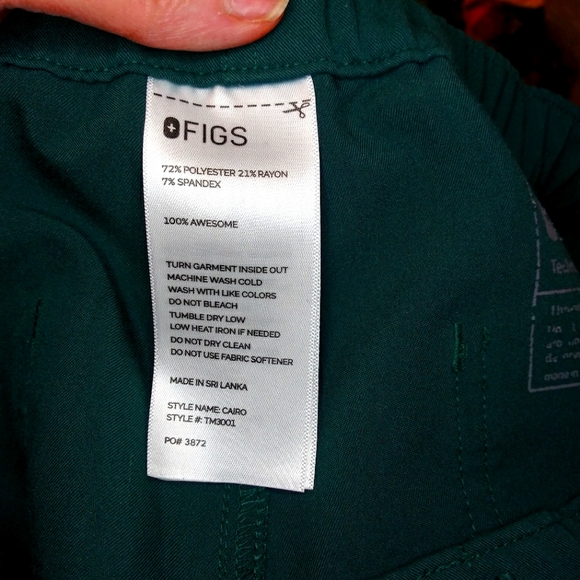 FIGS
72% POLYESTER 21% RAYON
7% SPANDEX
100% AWESOME
TURN GARMENT INSIDE OUT
MACHINE WASH COLD
WASH WITH LIKE COLORS
DO NOT BLEACH
TUMBLE DRY LOW
LOW HEAT IRON IF NEEDED
DO NOT DRY CLEAN
DO NOT USE FABRIC SOFTENER
MADE IN SRI LANKA
STYLE NAME: CAIRO
STYLE #: TM3001
PO# 3872